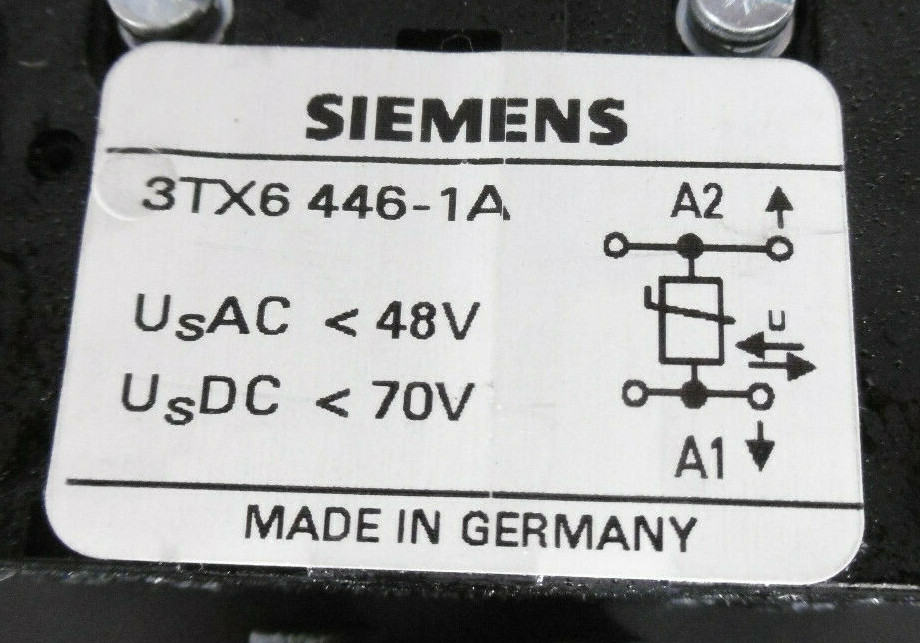 SIEMENS
3TX6 446-1A
UsAC < 48V
UsDC < 70V
A2
U
A1
MADE IN GERMANY